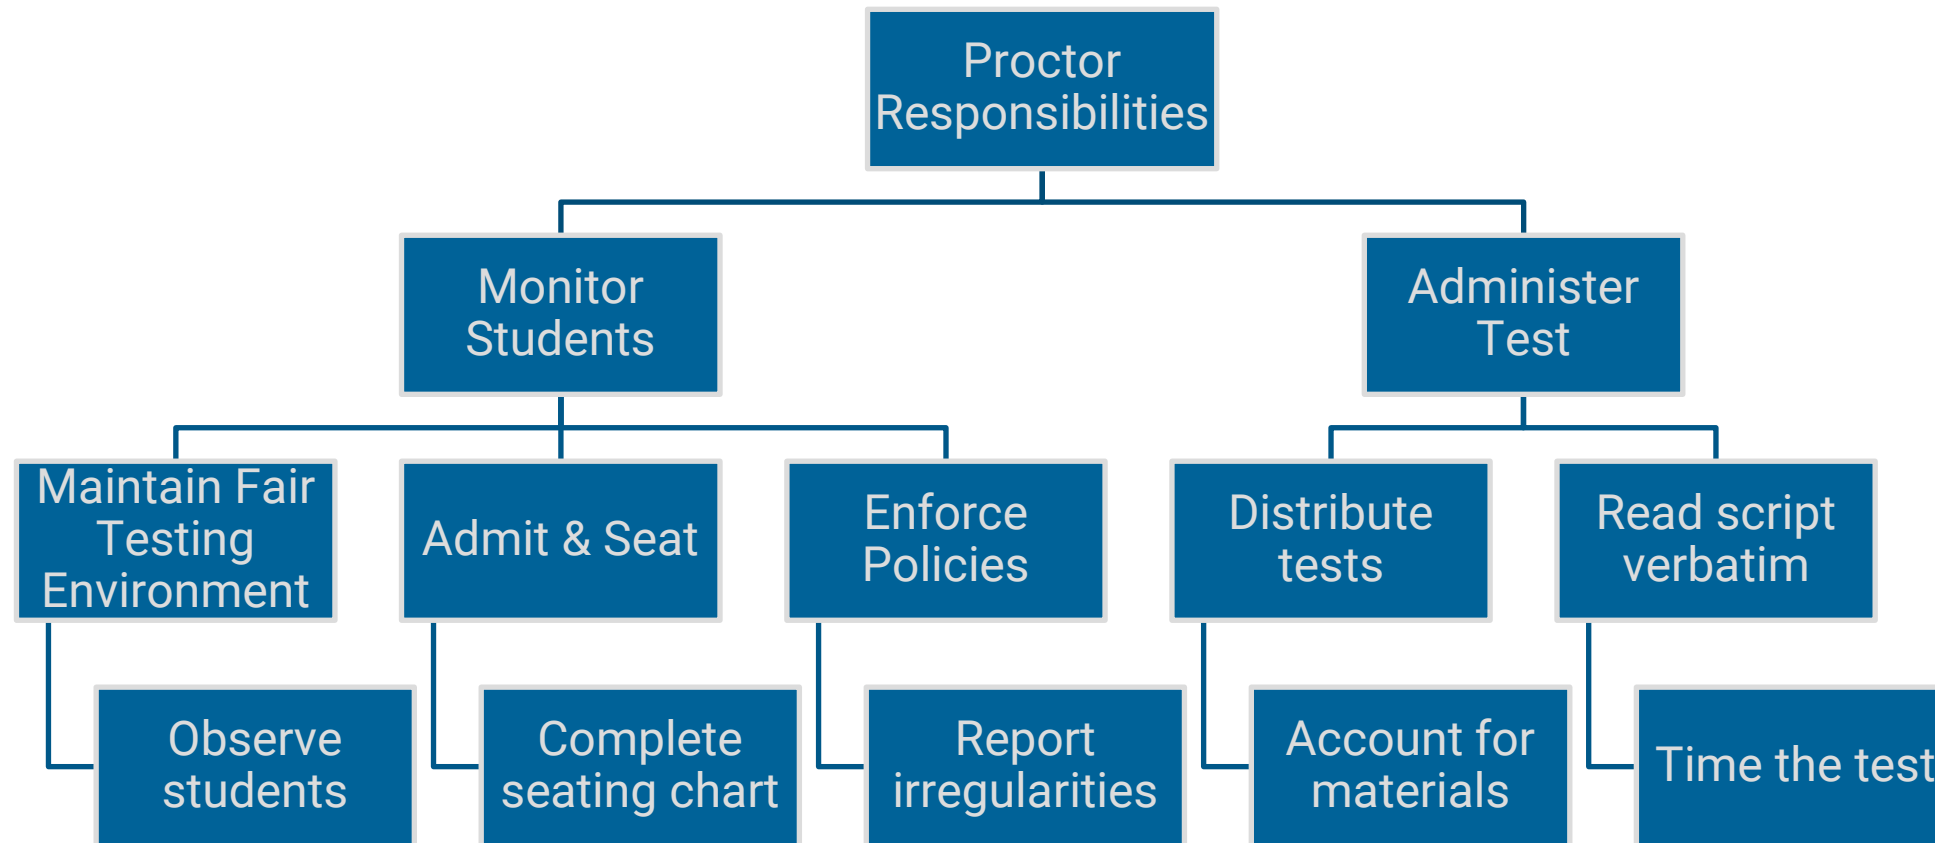 Proctor
Responsibilities
Monitor
Students
Administer
Test
Maintain Fair
Testing
Environment
Admit & Seat
Enforce
Policies
Distribute
tests
Read script
verbatim
Observe
students
Complete
seating chart
Report
irregularities
Account for
materials
Time the test